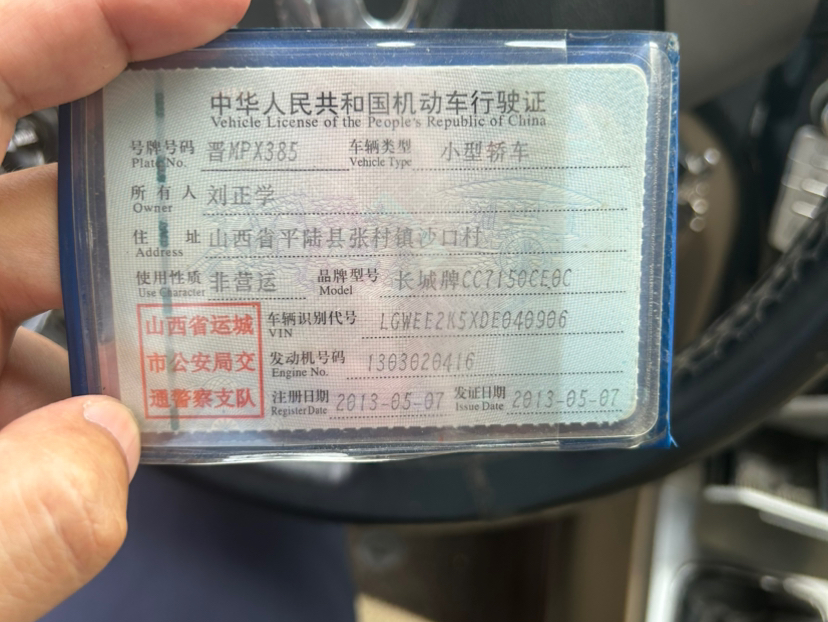 中华人民共和国机动车行驶证
Vehicle License of the People's Republic of China
号牌号码 晋MPX385 车辆类型 小型轿车
Plate No. Vehicle Type
所有人 刘正学
Owner
住址 山西省平陆县张村镇沙口村
Address
使用性质 非营运 品牌型号 长城牌CC7150CE0C
Use Character Model
山西省运城
市公安局交
通警察支队
车辆识别代号 LGWEE2K5XDE040906
VIN
发动机号码 1303020416
Engine No.
注册日期 2013-05-07 发证日期 2013-05-07
Register Date Issue Date